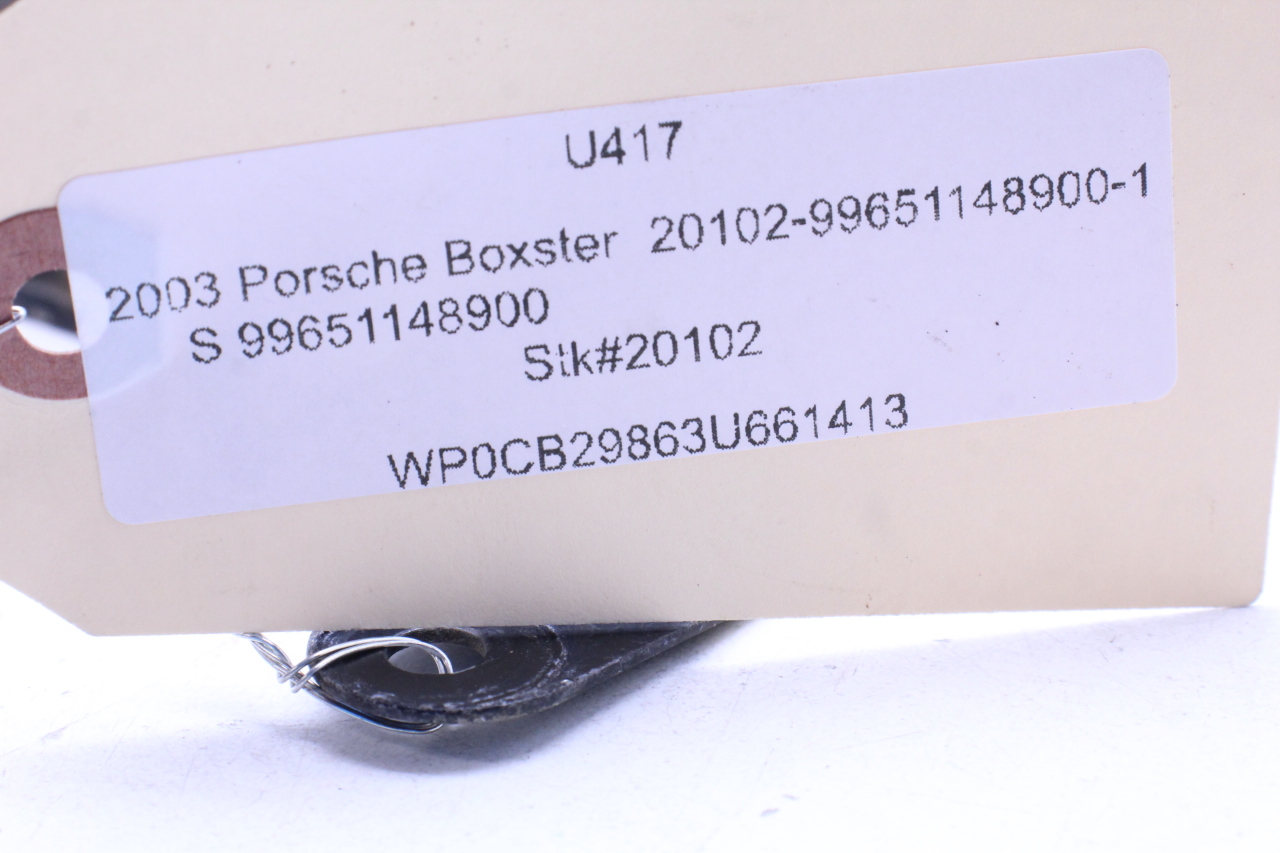 U417
2003 Porsche Boxster 20102-99651148900-1
S 99651148900
Stk#20102
WP0CB29863U661413